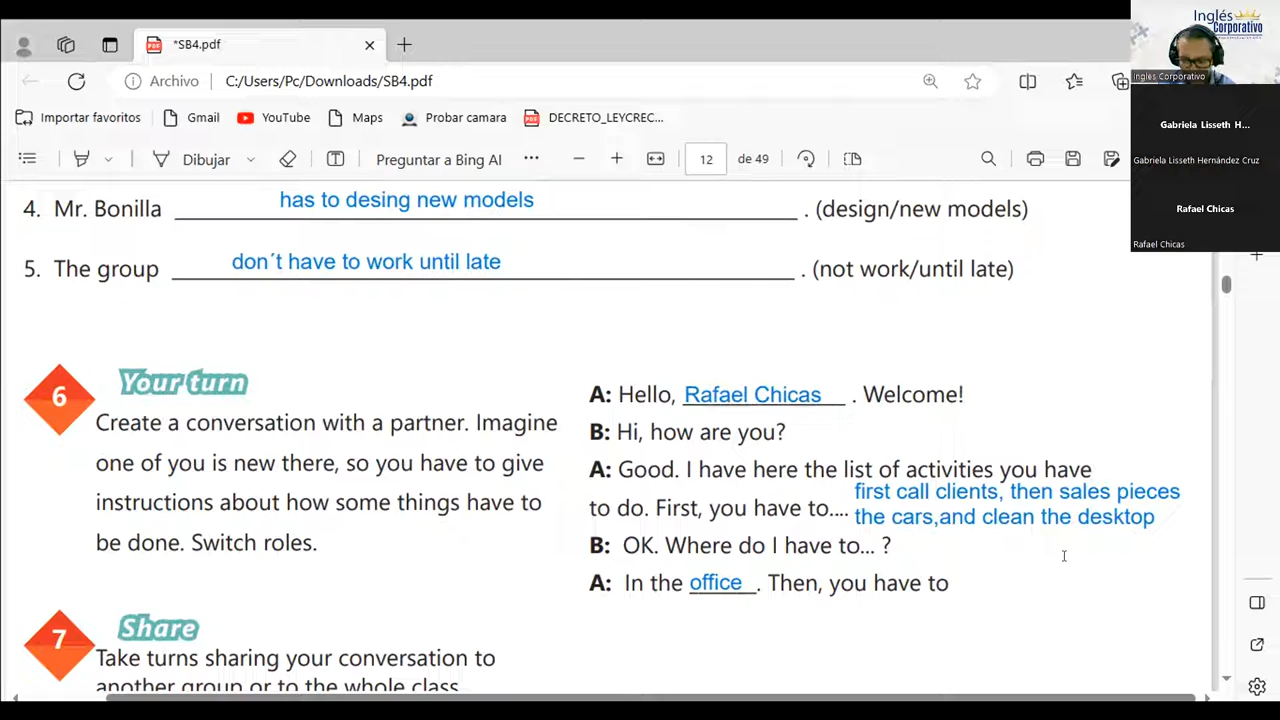 *SB4.pdf
Archivo
C:/Users/Pc/Downloads/SB4.pdf
Importar favoritos
Gmail
YouTube
Maps
Probar camara
DECRETO_LEYCREC...
Dibujar
Preguntar a Bing AI
12
de 49
Inglés
Corporativo
Ingles Corporativo
Gabriela Lisseth H...
Gabriela Lisseth Hernández Cruz
Rafael Chicas
Rafael Chicas
4. Mr. Bonilla has to desing new models . (design/new models)
5. The group don´t have to work until late . (not work/until late)
6
Your turn
Create a conversation with a partner. Imagine
one of you is new there, so you have to give
instructions about how some things have to
be done. Switch roles.
A: Hello, Rafael Chicas . Welcome!
B: Hi, how are you?
A: Good. I have here the list of activities you have
to do. First, you have to.... first call clients, then sales pieces
the cars,and clean the desktop
B: OK. Where do I have to... ?
A: In the office . Then, you have to
7
Share
Take turns sharing your conversation to
another group or to the whole class